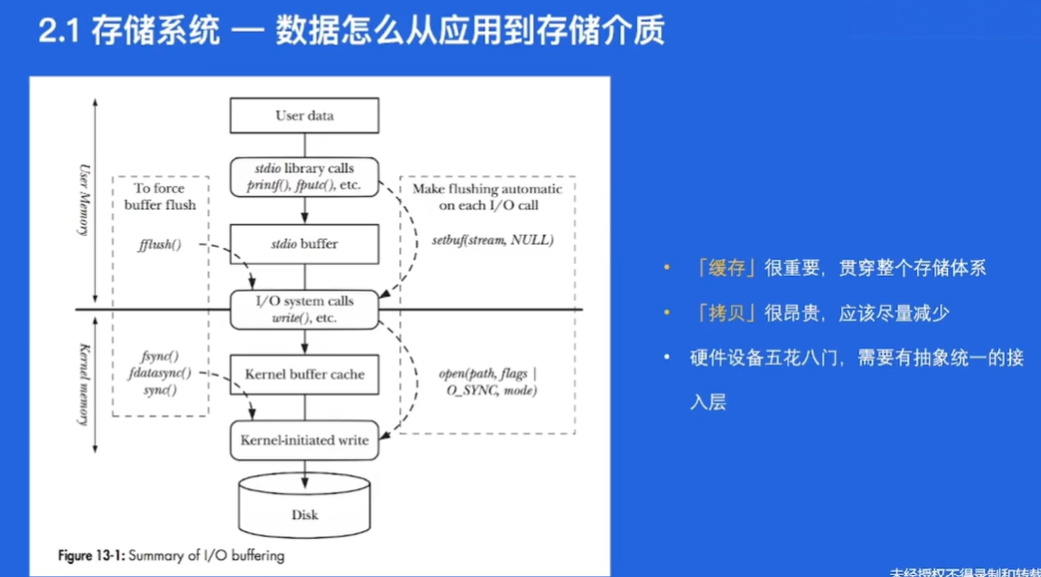 2.1 存储系统 — 数据怎么从应用到存储介质
User data
stdio library calls
printf(), fputc(), etc.
User Memory
To force
buffer flush
fflush()
Make flushing automatic
on each I/O call
setbuf(stream, NULL)
stdio buffer
I/O system calls
write(), etc.
Kernel memory
fsync()
fdatasync()
sync()
Kernel buffer cache
open(path, flags |
O_SYNC, mode)
Kernel-initiated write
Disk
Figure 13-1: Summary of I/O buffering
• 「缓存」很重要，贯穿整个存储体系
• 「拷贝」很昂贵，应该尽量减少
• 硬件设备五花八门，需要有抽象统一的接
入层
未经授权不得录制和转载